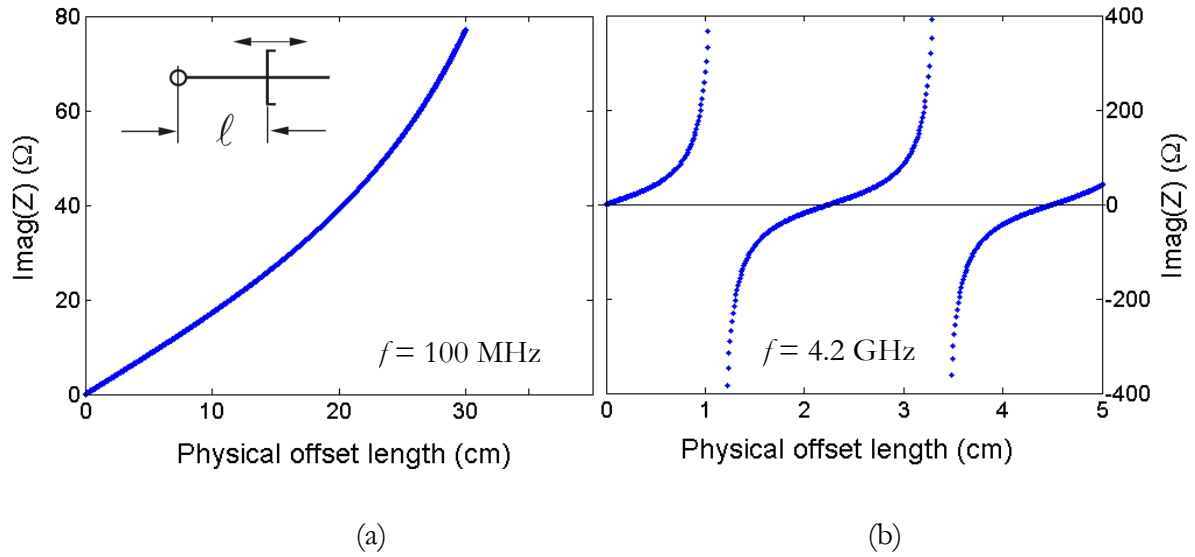 80
60
40
20
0
Imag(Z) (Ω)
ℓ
f = 100 MHz
0
10
20
30
Physical offset length (cm)
(a)
400
200
0
-200
-400
Imag(Z) (Ω)
f = 4.2 GHz
0
1
2
3
4
5
Physical offset length (cm)
(b)